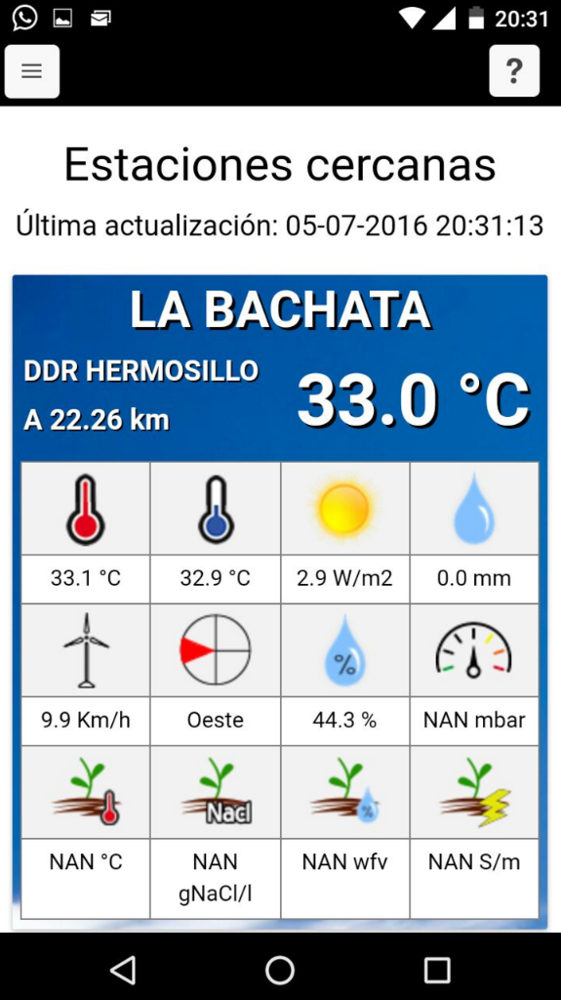 20:31
?
Estaciones cercanas
Última actualización: 05-07-2016 20:31:13
LA BACHATA
DDR HERMOSILLO
A 22.26 km
33.0 °C
33.1 °C
32.9 °C
2.9 W/m2
0.0 mm
%
9.9 Km/h
Oeste
44.3 %
NAN mbar
Nacl
%
NAN °C
NAN
gNaCl/l
NAN wfv
NAN S/m